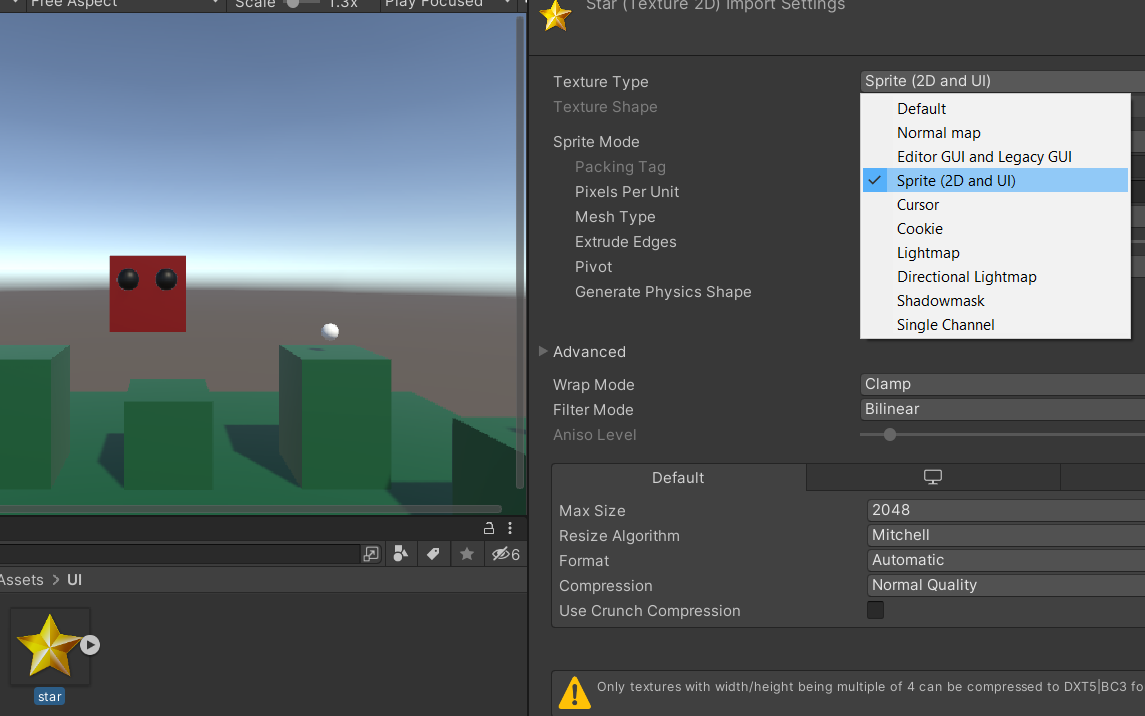 Free Aspect
Scale 1.3x
Play Focused
Star (Texture 2D) Import Settings
Texture Type Sprite (2D and UI)
Texture Shape
Default
Normal map
Editor GUI and Legacy GUI
Sprite (2D and UI)
Cursor
Cookie
Lightmap
Directional Lightmap
Shadowmask
Single Channel
Sprite Mode
Packing Tag
Pixels Per Unit
Mesh Type
Extrude Edges
Pivot
Generate Physics Shape
Advanced
Wrap Mode Clamp
Filter Mode Bilinear
Aniso Level
Default
Max Size 2048
Resize Algorithm Mitchell
Format Automatic
Compression Normal Quality
Use Crunch Compression
Only textures with width/height being multiple of 4 can be compressed to DXT5|BC3 fo
6
Assets > UI
star